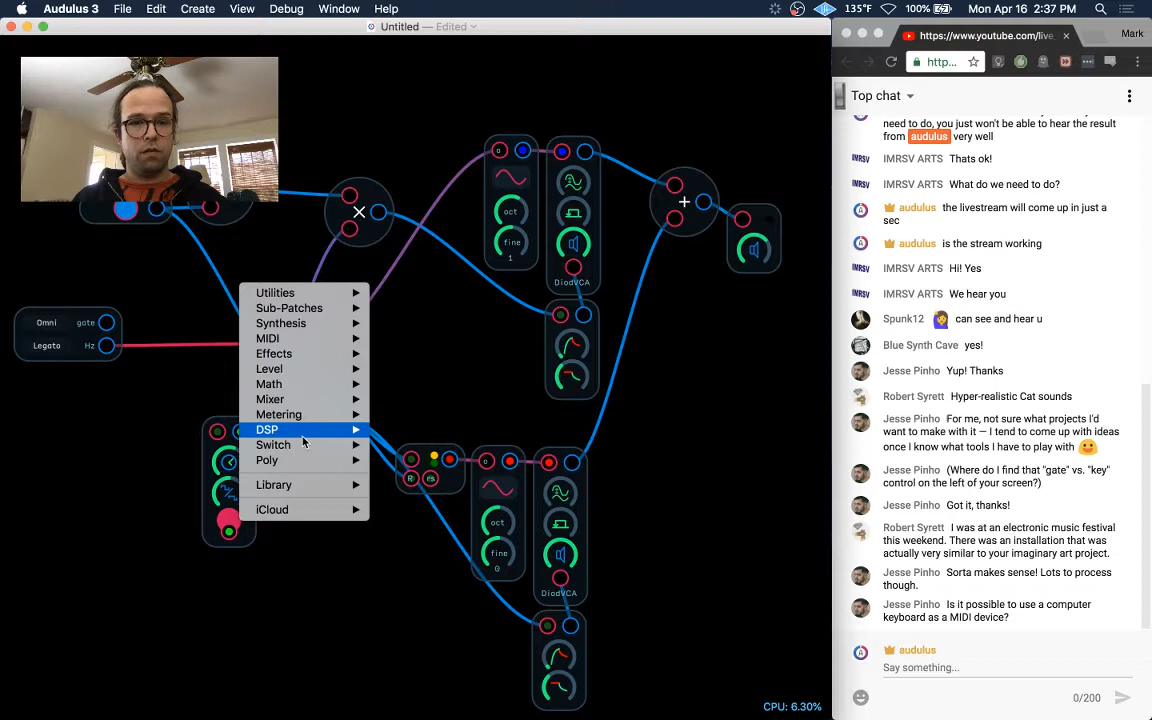 Audulus 3 File Edit Create View Debug Window Help
135°F 100% Mon Apr 16 2:37 PM
Untitled — Edited
oct
fine
1
DiodVCA
Omni gate
Legato Hz
Utilities
Sub-Patches
Synthesis
MIDI
Effects
Level
Math
Mixer
Metering
DSP
Switch
Poly
Library
iCloud
R
oct
fine
0
DiodVCA
CPU: 6.30%
https://www.youtube.com/live_
Mark
http...
Top chat
need to do, you just won't be able to hear the result
from audulus very well
IMRSV ARTS Thats ok!
IMRSV ARTS What do we need to do?
audulus the livestream will come up in just a
sec
audulus is the stream working
IMRSV ARTS Hi! Yes
IMRSV ARTS We hear you
Spunk12 can see and hear u
Blue Synth Cave yes!
Jesse Pinho Yup! Thanks
Robert Syrett Hyper-realistic Cat sounds
Jesse Pinho For me, not sure what projects I'd
want to make with it – I tend to come up with ideas
once I know what tools I have to play with
Jesse Pinho (Where do I find that "gate" vs. "key"
control on the left of your screen?)
Jesse Pinho Got it, thanks!
Robert Syrett I was at an electronic music festival
this weekend. There was an installation that was
actually very similar to your imaginary art project.
Jesse Pinho Sorta makes sense! Lots to process
though.
Jesse Pinho Is it possible to use a computer
keyboard as a MIDI device?
audulus
Say something...
0/200